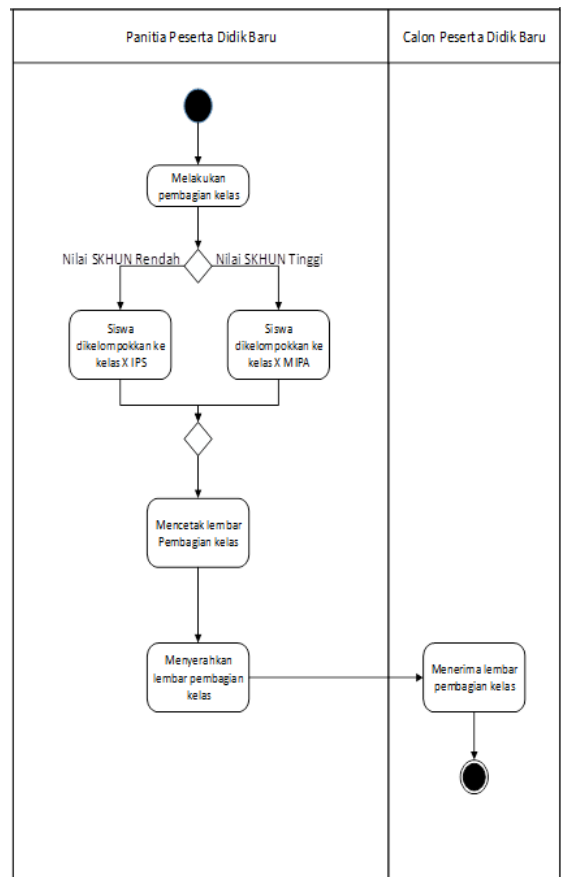 Panitia Peserta Didik Baru
Calon Peserta Didik Baru
Melakukan
pembagian kelas
Nilai SKHUN Rendah
Nilai SKHUN Tinggi
Siswa
dikelompokkan ke
kelas X IPS
Siswa
dikelompokkan ke
kelas X MIPA
Mencetak lembar
Pembagian kelas
Menyerahkan
lembar pembagian
kelas
Menerima lembar
pembagian kelas